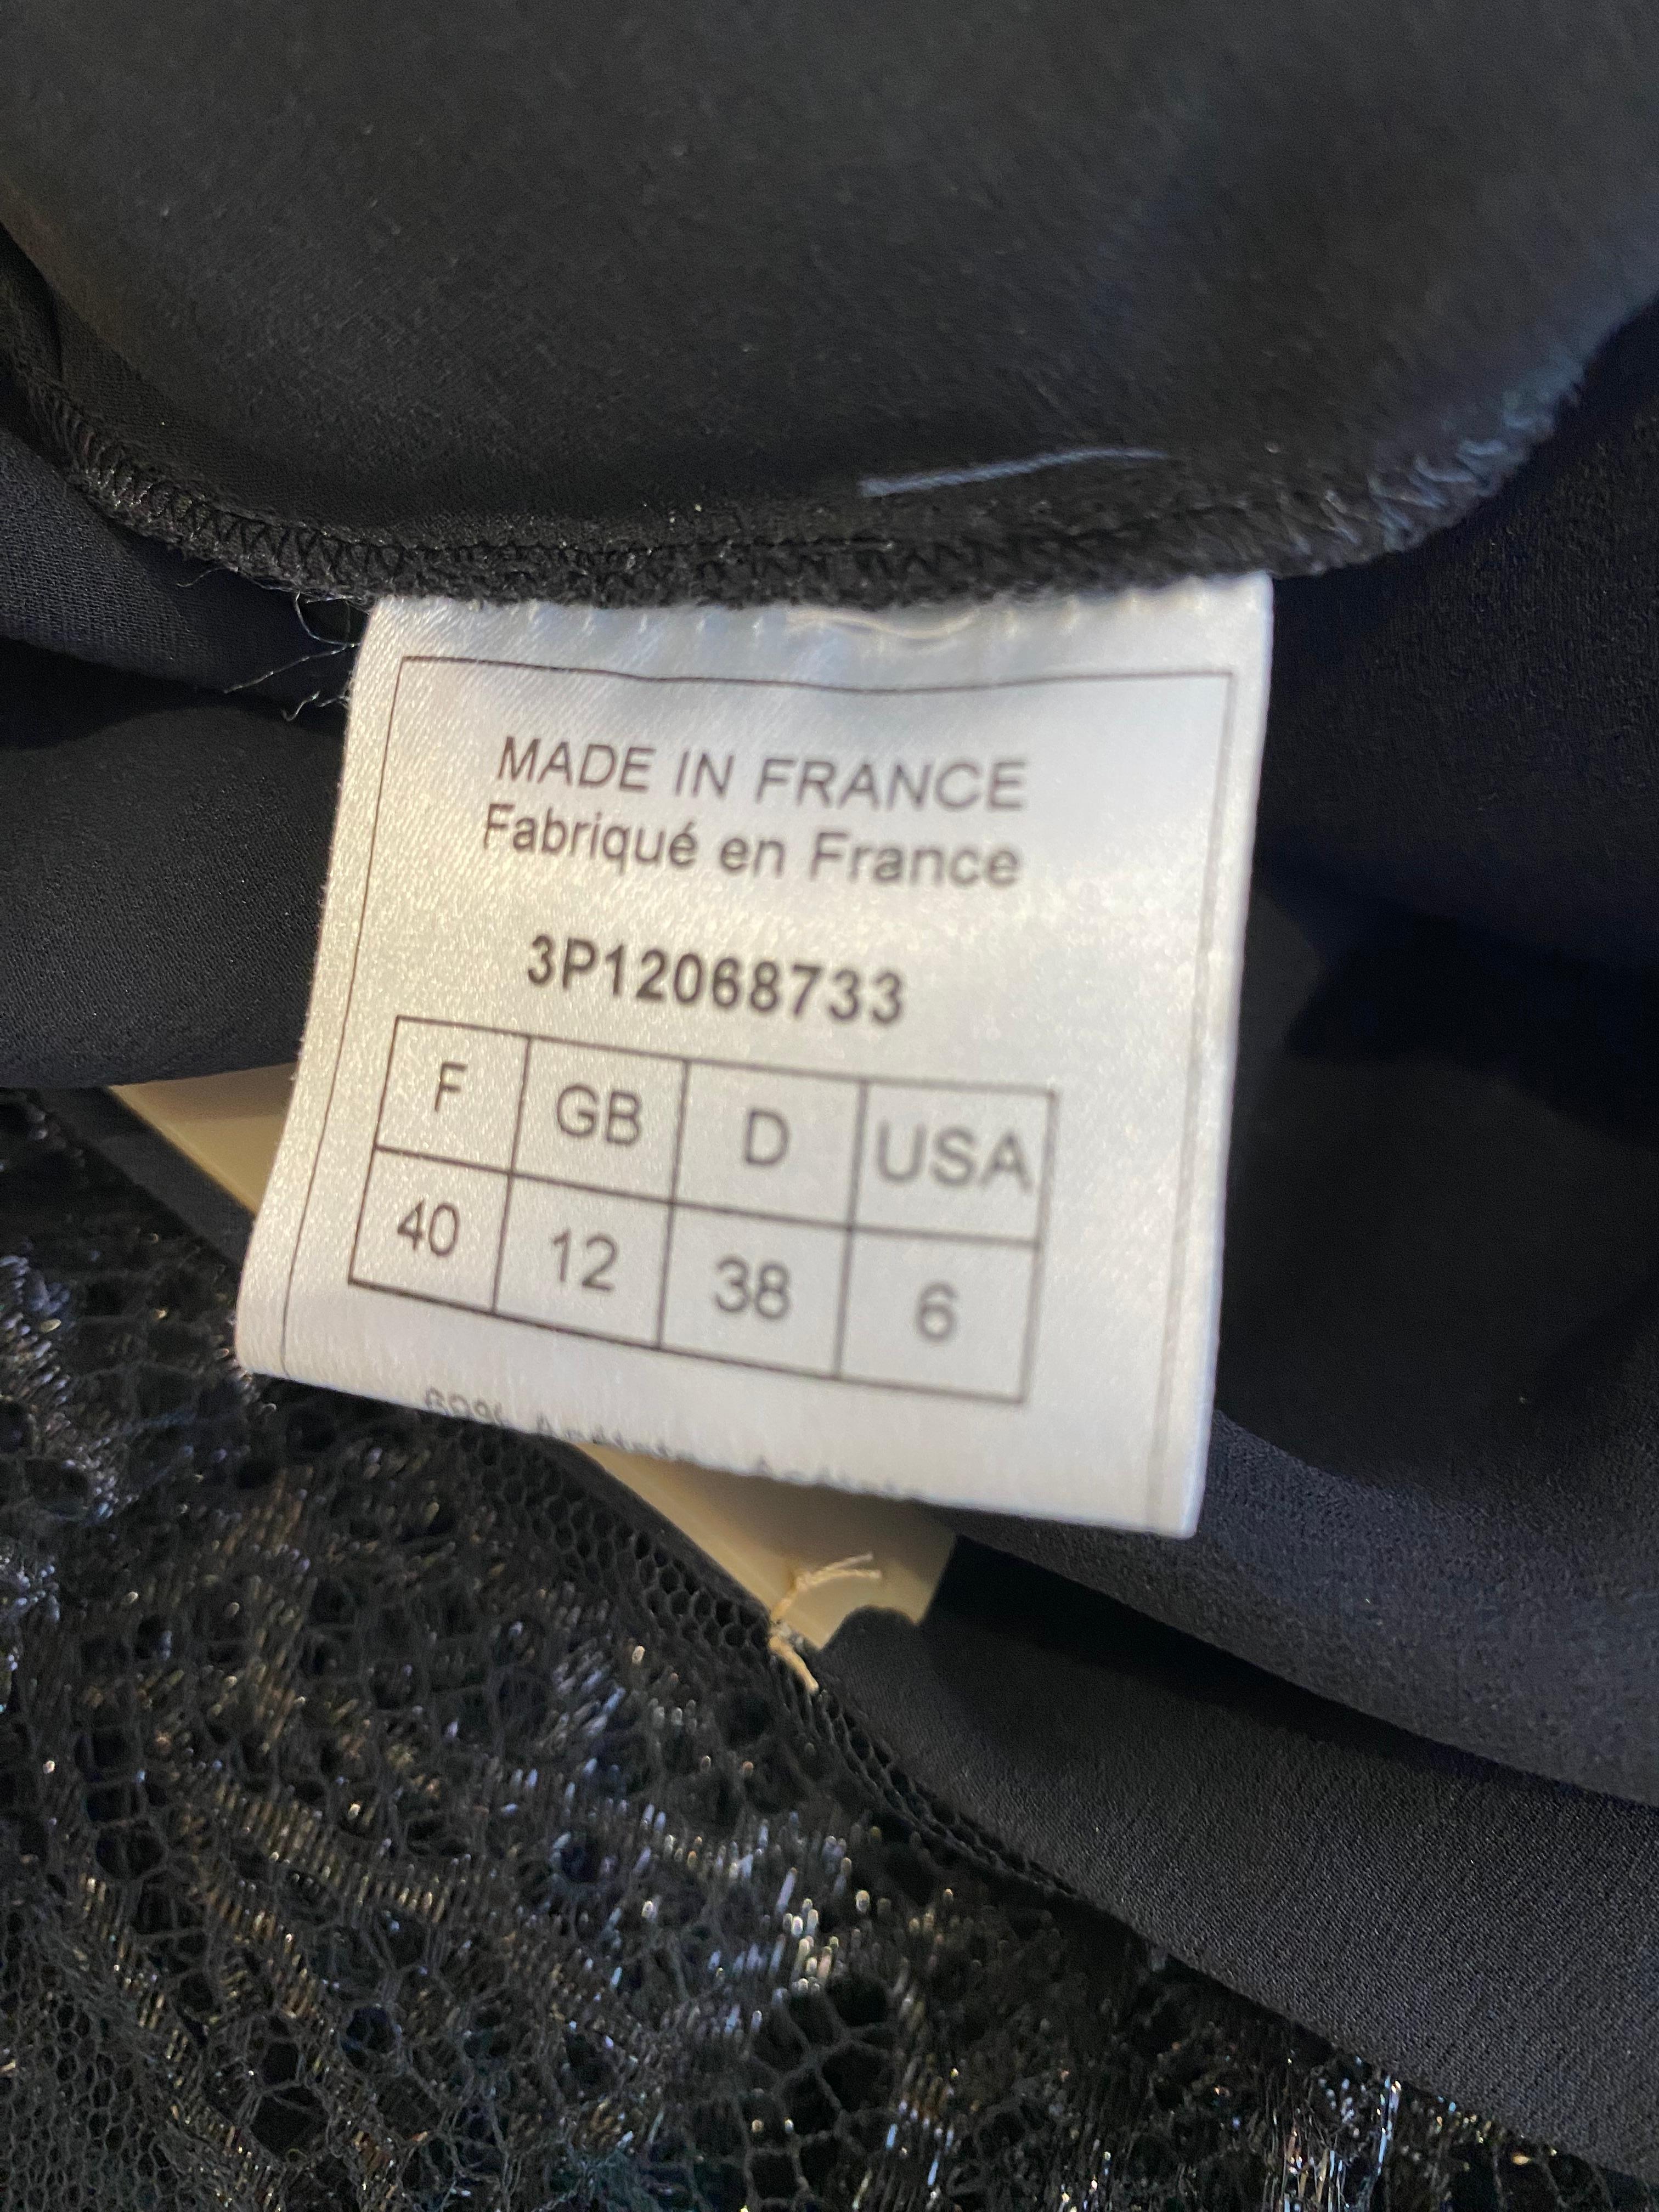 MADE IN FRANCE
Fabriqué en France
3P12068733
F GB D USA
40 12 38 6